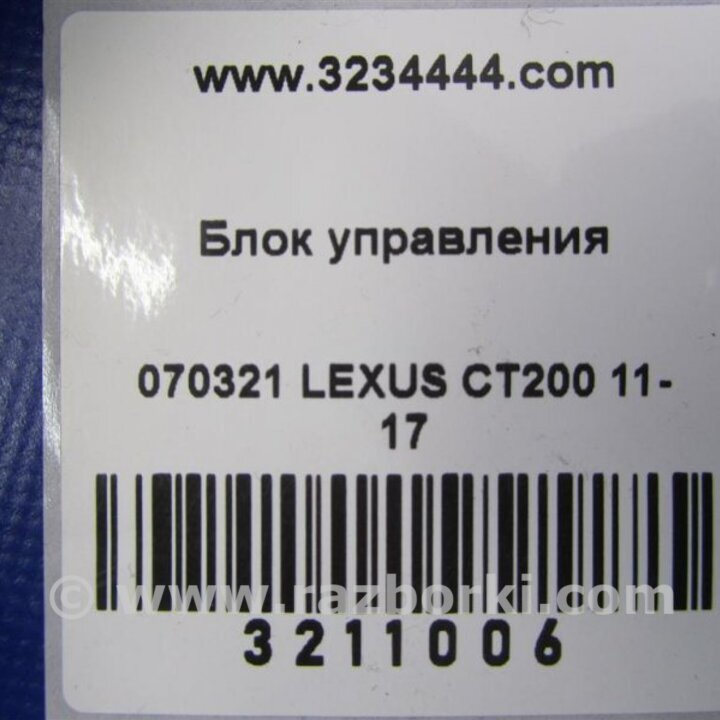 www.3234444.com
Блок управления
070321 LEXUS CT200 11-
17
© www.razborki.com
3211006